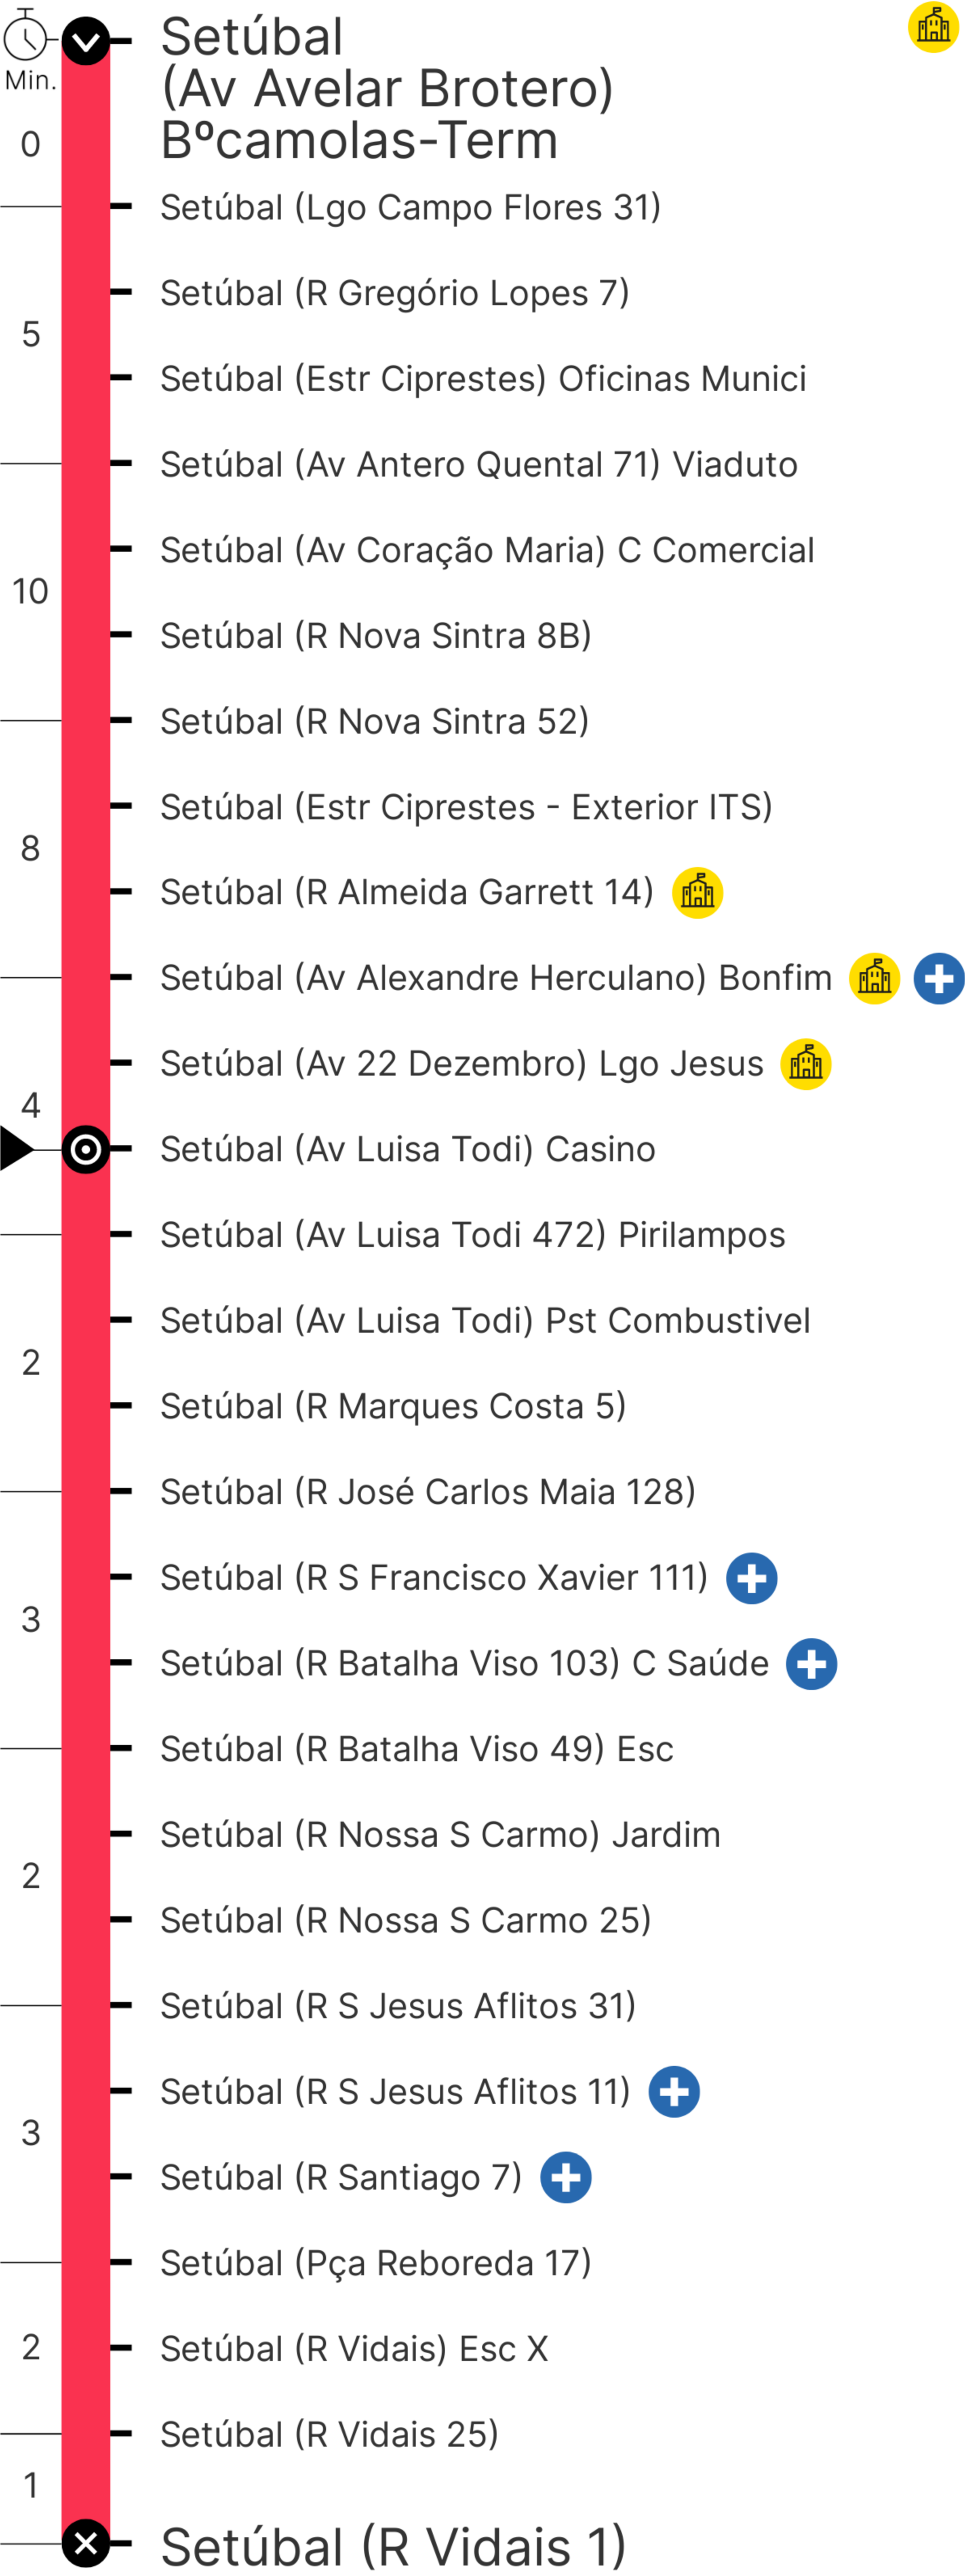 Setúbal
(Av Avelar Brotero)
Bºcamolas-Term
Min.
0
Setúbal (Lgo Campo Flores 31)
Setúbal (R Gregório Lopes 7)
5
Setúbal (Estr Ciprestes) Oficinas Munici
Setúbal (Av Antero Quental 71) Viaduto
Setúbal (Av Coração Maria) C Comercial
10
Setúbal (R Nova Sintra 8B)
Setúbal (R Nova Sintra 52)
Setúbal (Estr Ciprestes - Exterior ITS)
8
Setúbal (R Almeida Garrett 14)
Setúbal (Av Alexandre Herculano) Bonfim
Setúbal (Av 22 Dezembro) Lgo Jesus
4
Setúbal (Av Luisa Todi) Casino
Setúbal (Av Luisa Todi 472) Pirilampos
Setúbal (Av Luisa Todi) Pst Combustivel
2
Setúbal (R Marques Costa 5)
Setúbal (R José Carlos Maia 128)
Setúbal (R S Francisco Xavier 111)
3
Setúbal (R Batalha Viso 103) C Saúde
Setúbal (R Batalha Viso 49) Esc
Setúbal (R Nossa S Carmo) Jardim
2
Setúbal (R Nossa S Carmo 25)
Setúbal (R S Jesus Aflitos 31)
Setúbal (R S Jesus Aflitos 11)
3
Setúbal (R Santiago 7)
Setúbal (Pça Reboreda 17)
2
Setúbal (R Vidais) Esc X
Setúbal (R Vidais 25)
1
Setúbal (R Vidais 1)